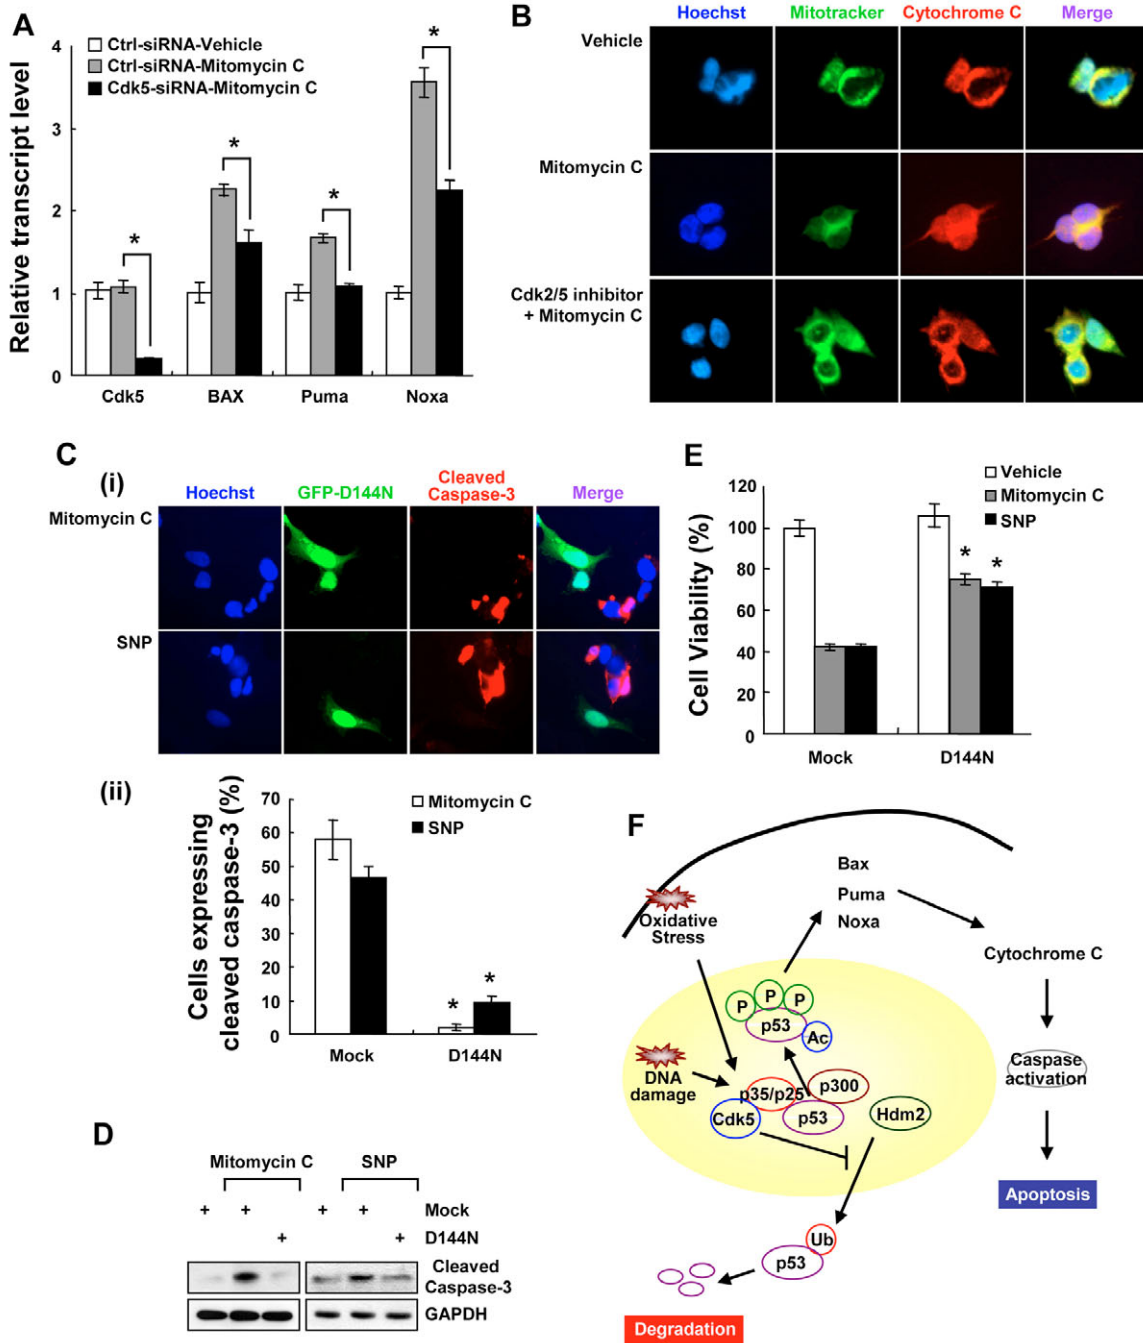 A
Relative transcript level
4
3
2
1
0
Ctrl-siRNA-Vehicle
Ctrl-siRNA-Mitomycin C
Cdk5-siRNA-Mitomycin C
*
*
*
*
Cdk5 BAX Puma Noxa
B
Hoechst Mitotracker Cytochrome C Merge
Vehicle
Mitomycin C
Cdk2/5 inhibitor
+ Mitomycin C
C
(i)
Hoechst GFP-D144N Cleaved Caspase-3 Merge
Mitomycin C
SNP
(ii)
Cells expressing
cleaved caspase-3 (%)
70
60
50
40
30
20
10
0
Mitomycin C
SNP
* *
Mock D144N
D
Mitomycin C SNP
+ + + + Mock
+ + D144N
Cleaved
Caspase-3
GAPDH
E
Cell Viability (%)
120
100
80
60
40
20
0
Vehicle
Mitomycin C
SNP
* *
Mock D144N
F
Bax
Puma
Noxa
Oxidative
Stress
Cytochrome C
P P P
p53
Ac
DNA
damage
p35/p25
p300
Cdk5
p53
Hdm2
Caspase
activation
Apoptosis
Ub
p53
Degradation